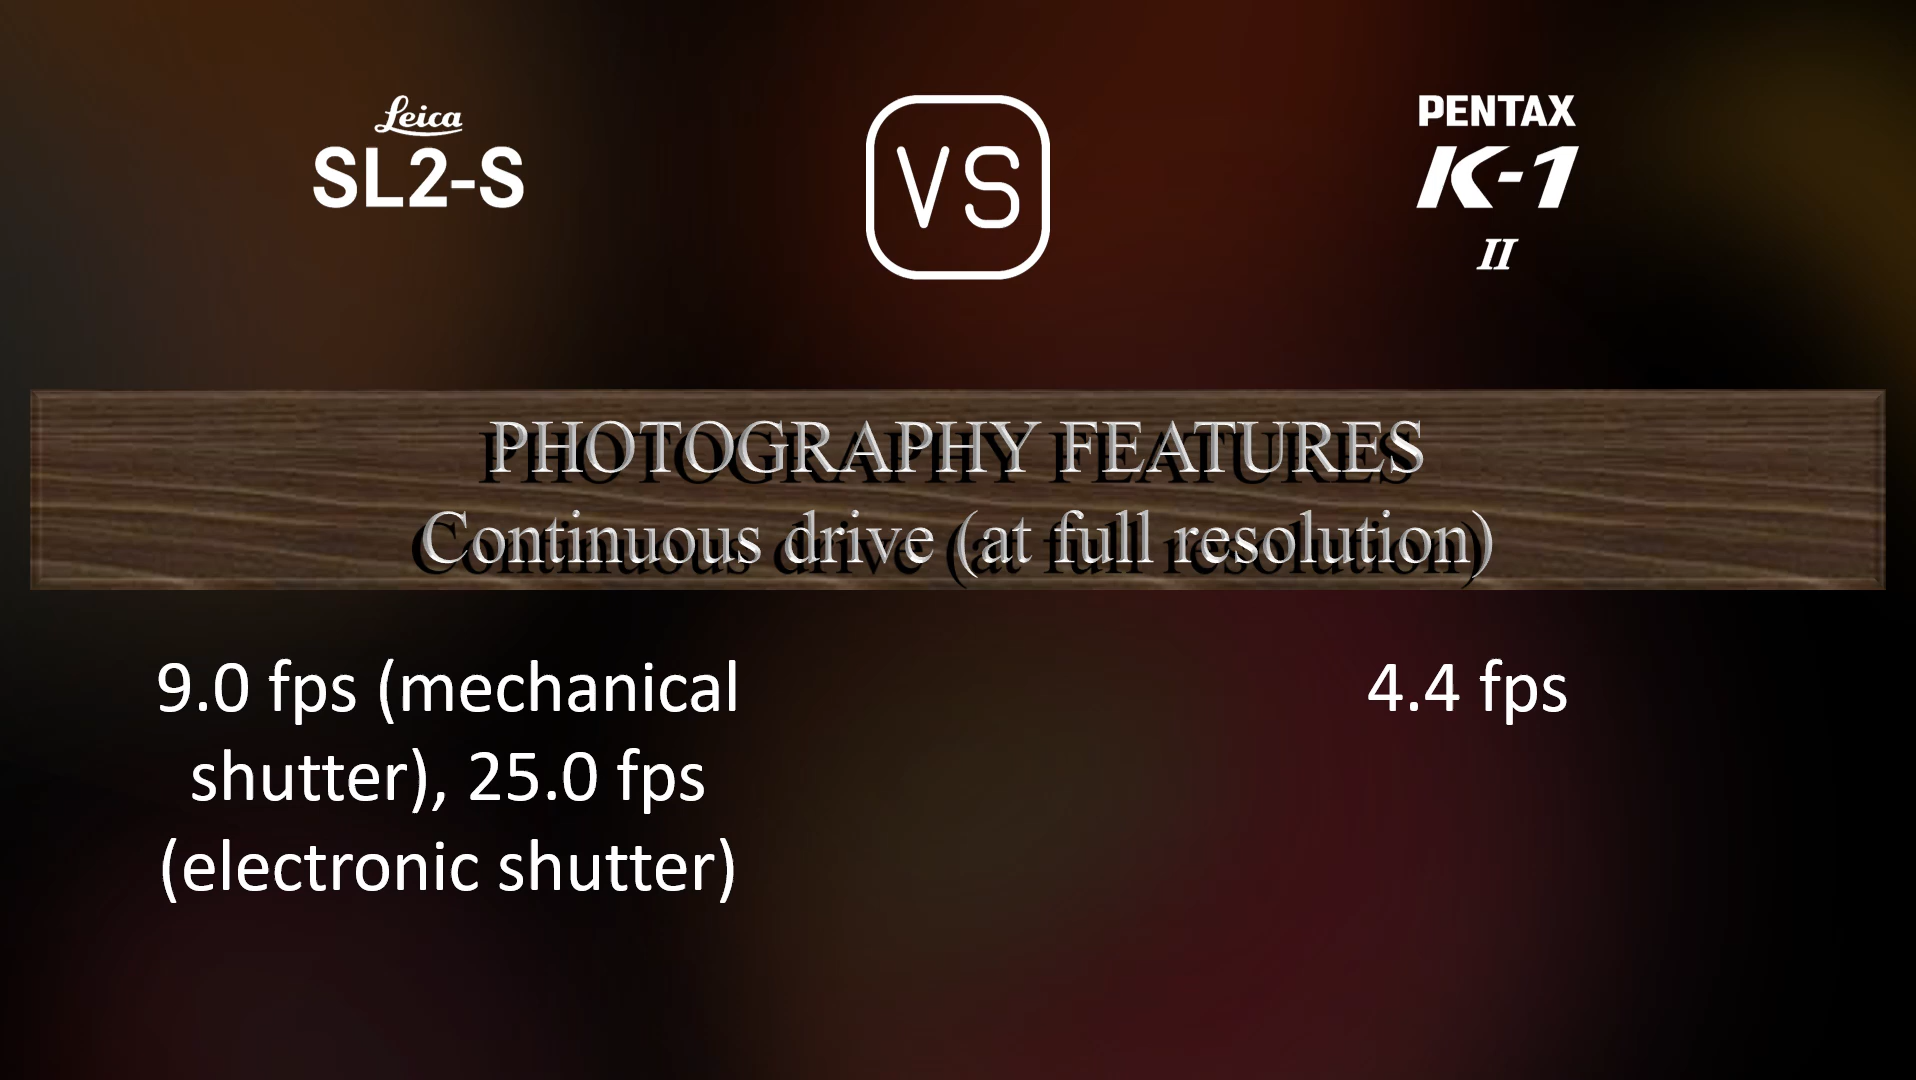 Leica
SL2-S
VS
PENTAX
K-1
II
PHOTOGRAPHY FEATURES
Continuous drive (at full resolution)
9.0 fps (mechanical
shutter), 25.0 fps
(electronic shutter)
4.4 fps